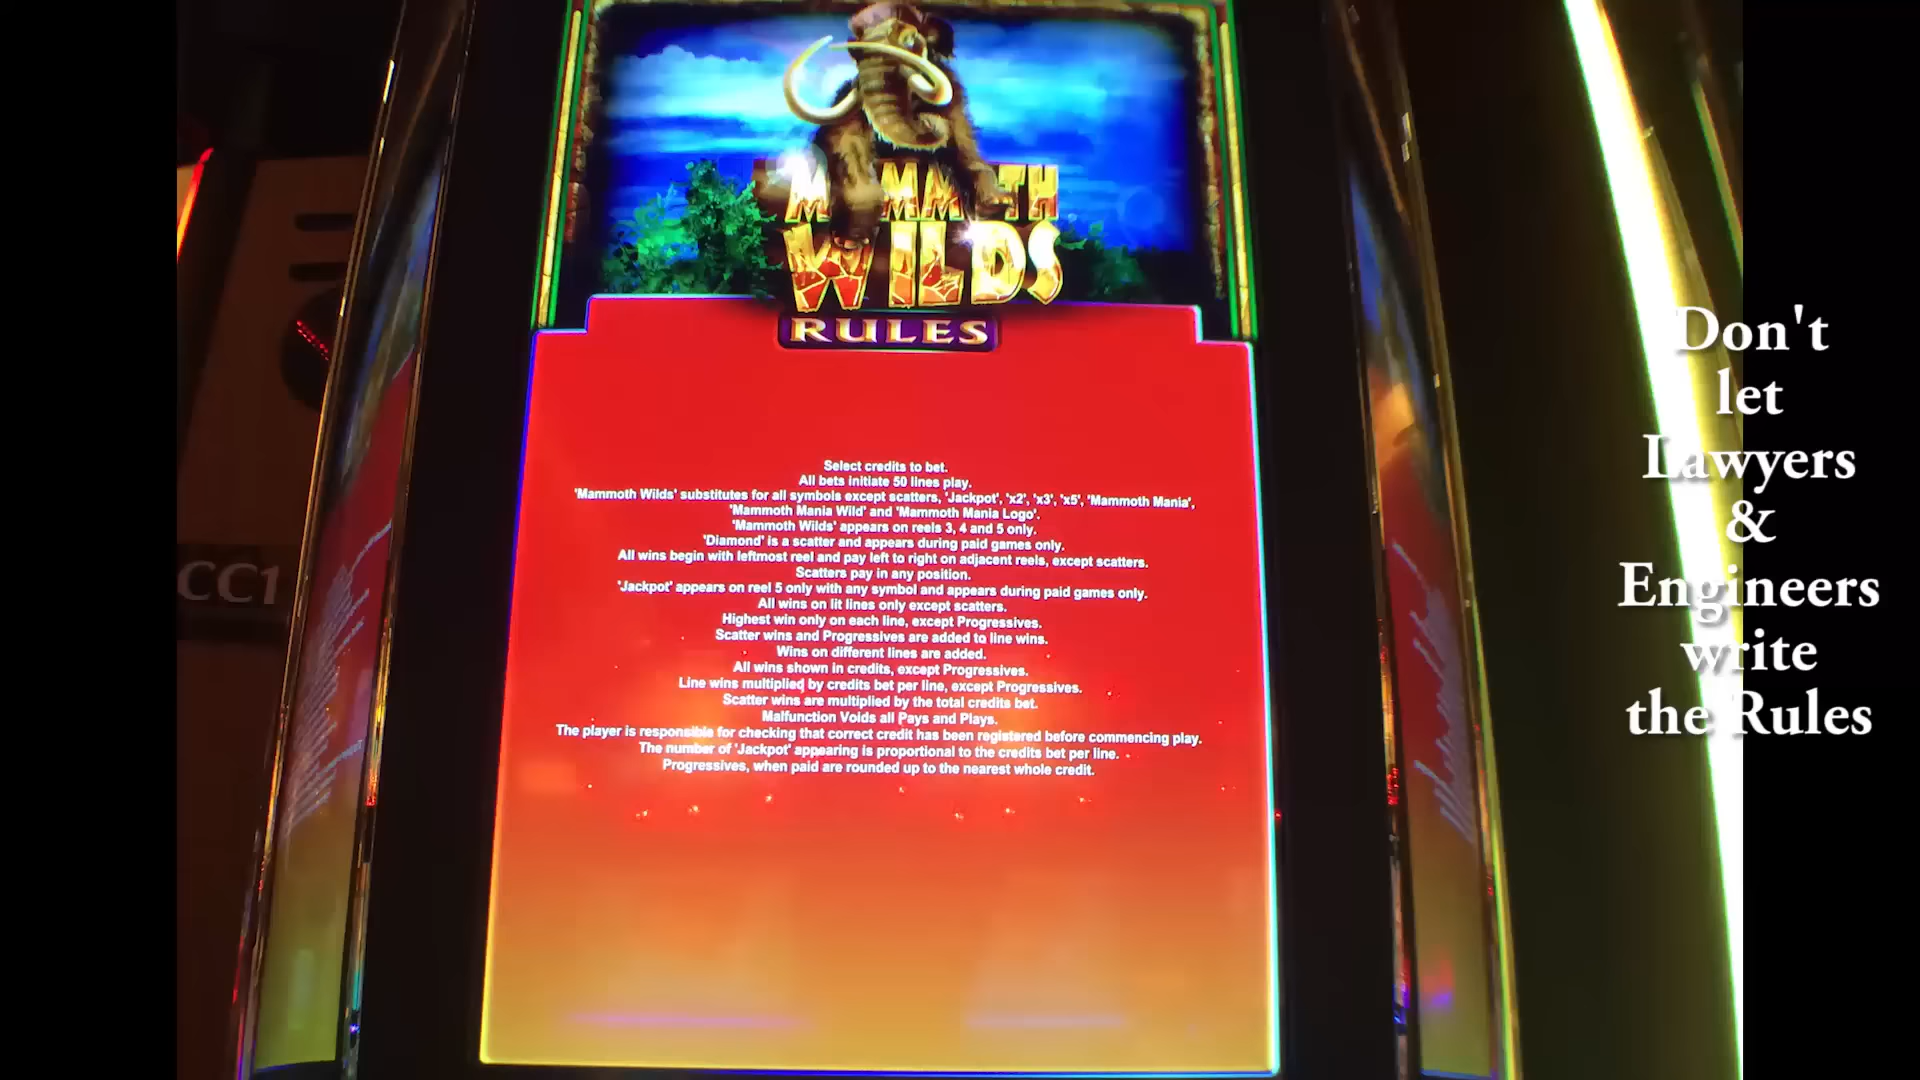 MAMMOTH
WILDS
RULES
Select credits to bet.
All bets initiate 50 lines play.
'Mammoth Wilds' substitutes for all symbols except scatters, 'Jackpot', 'x2', 'x3', 'x5', 'Mammoth Mania',
'Mammoth Mania Wild' and 'Mammoth Mania Logo'.
'Mammoth Wilds' appears on reels 3, 4 and 5 only.
'Diamond' is a scatter and appears during paid games only.
All wins begin with leftmost reel and pay left to right on adjacent reels, except scatters.
Scatters pay in any position.
'Jackpot' appears on reel 5 only with any symbol and appears during paid games only.
All wins on lit lines only except scatters.
Highest win only on each line, except Progressives.
Scatter wins and Progressives are added to line wins.
Wins on different lines are added.
All wins shown in credits, except Progressives.
Line wins multiplied by credits bet per line, except Progressives.
Scatter wins are multiplied by the total credits bet.
Malfunction Voids all Pays and Plays.
The player is responsible for checking that correct credit has been registered before commencing play.
The number of 'Jackpot' appearing is proportional to the credits bet per line.
Progressives, when paid are rounded up to the nearest whole credit.
CC1
Don't
let
Lawyers
&
Engineers
write
the Rules